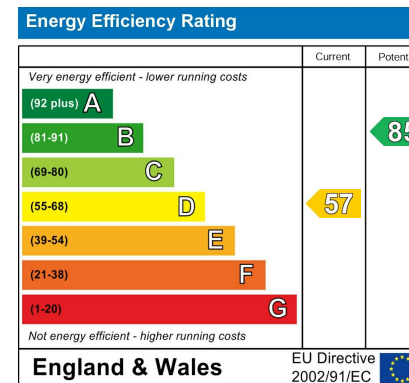 Energy Efficiency Rating
Current Potent
Very energy efficient - lower running costs
(92 plus) A
(81-91) B
85
(69-80) C
(55-68) D
57
(39-54) E
(21-38) F
(1-20) G
Not energy efficient - higher running costs
England & Wales
EU Directive
2002/91/EC